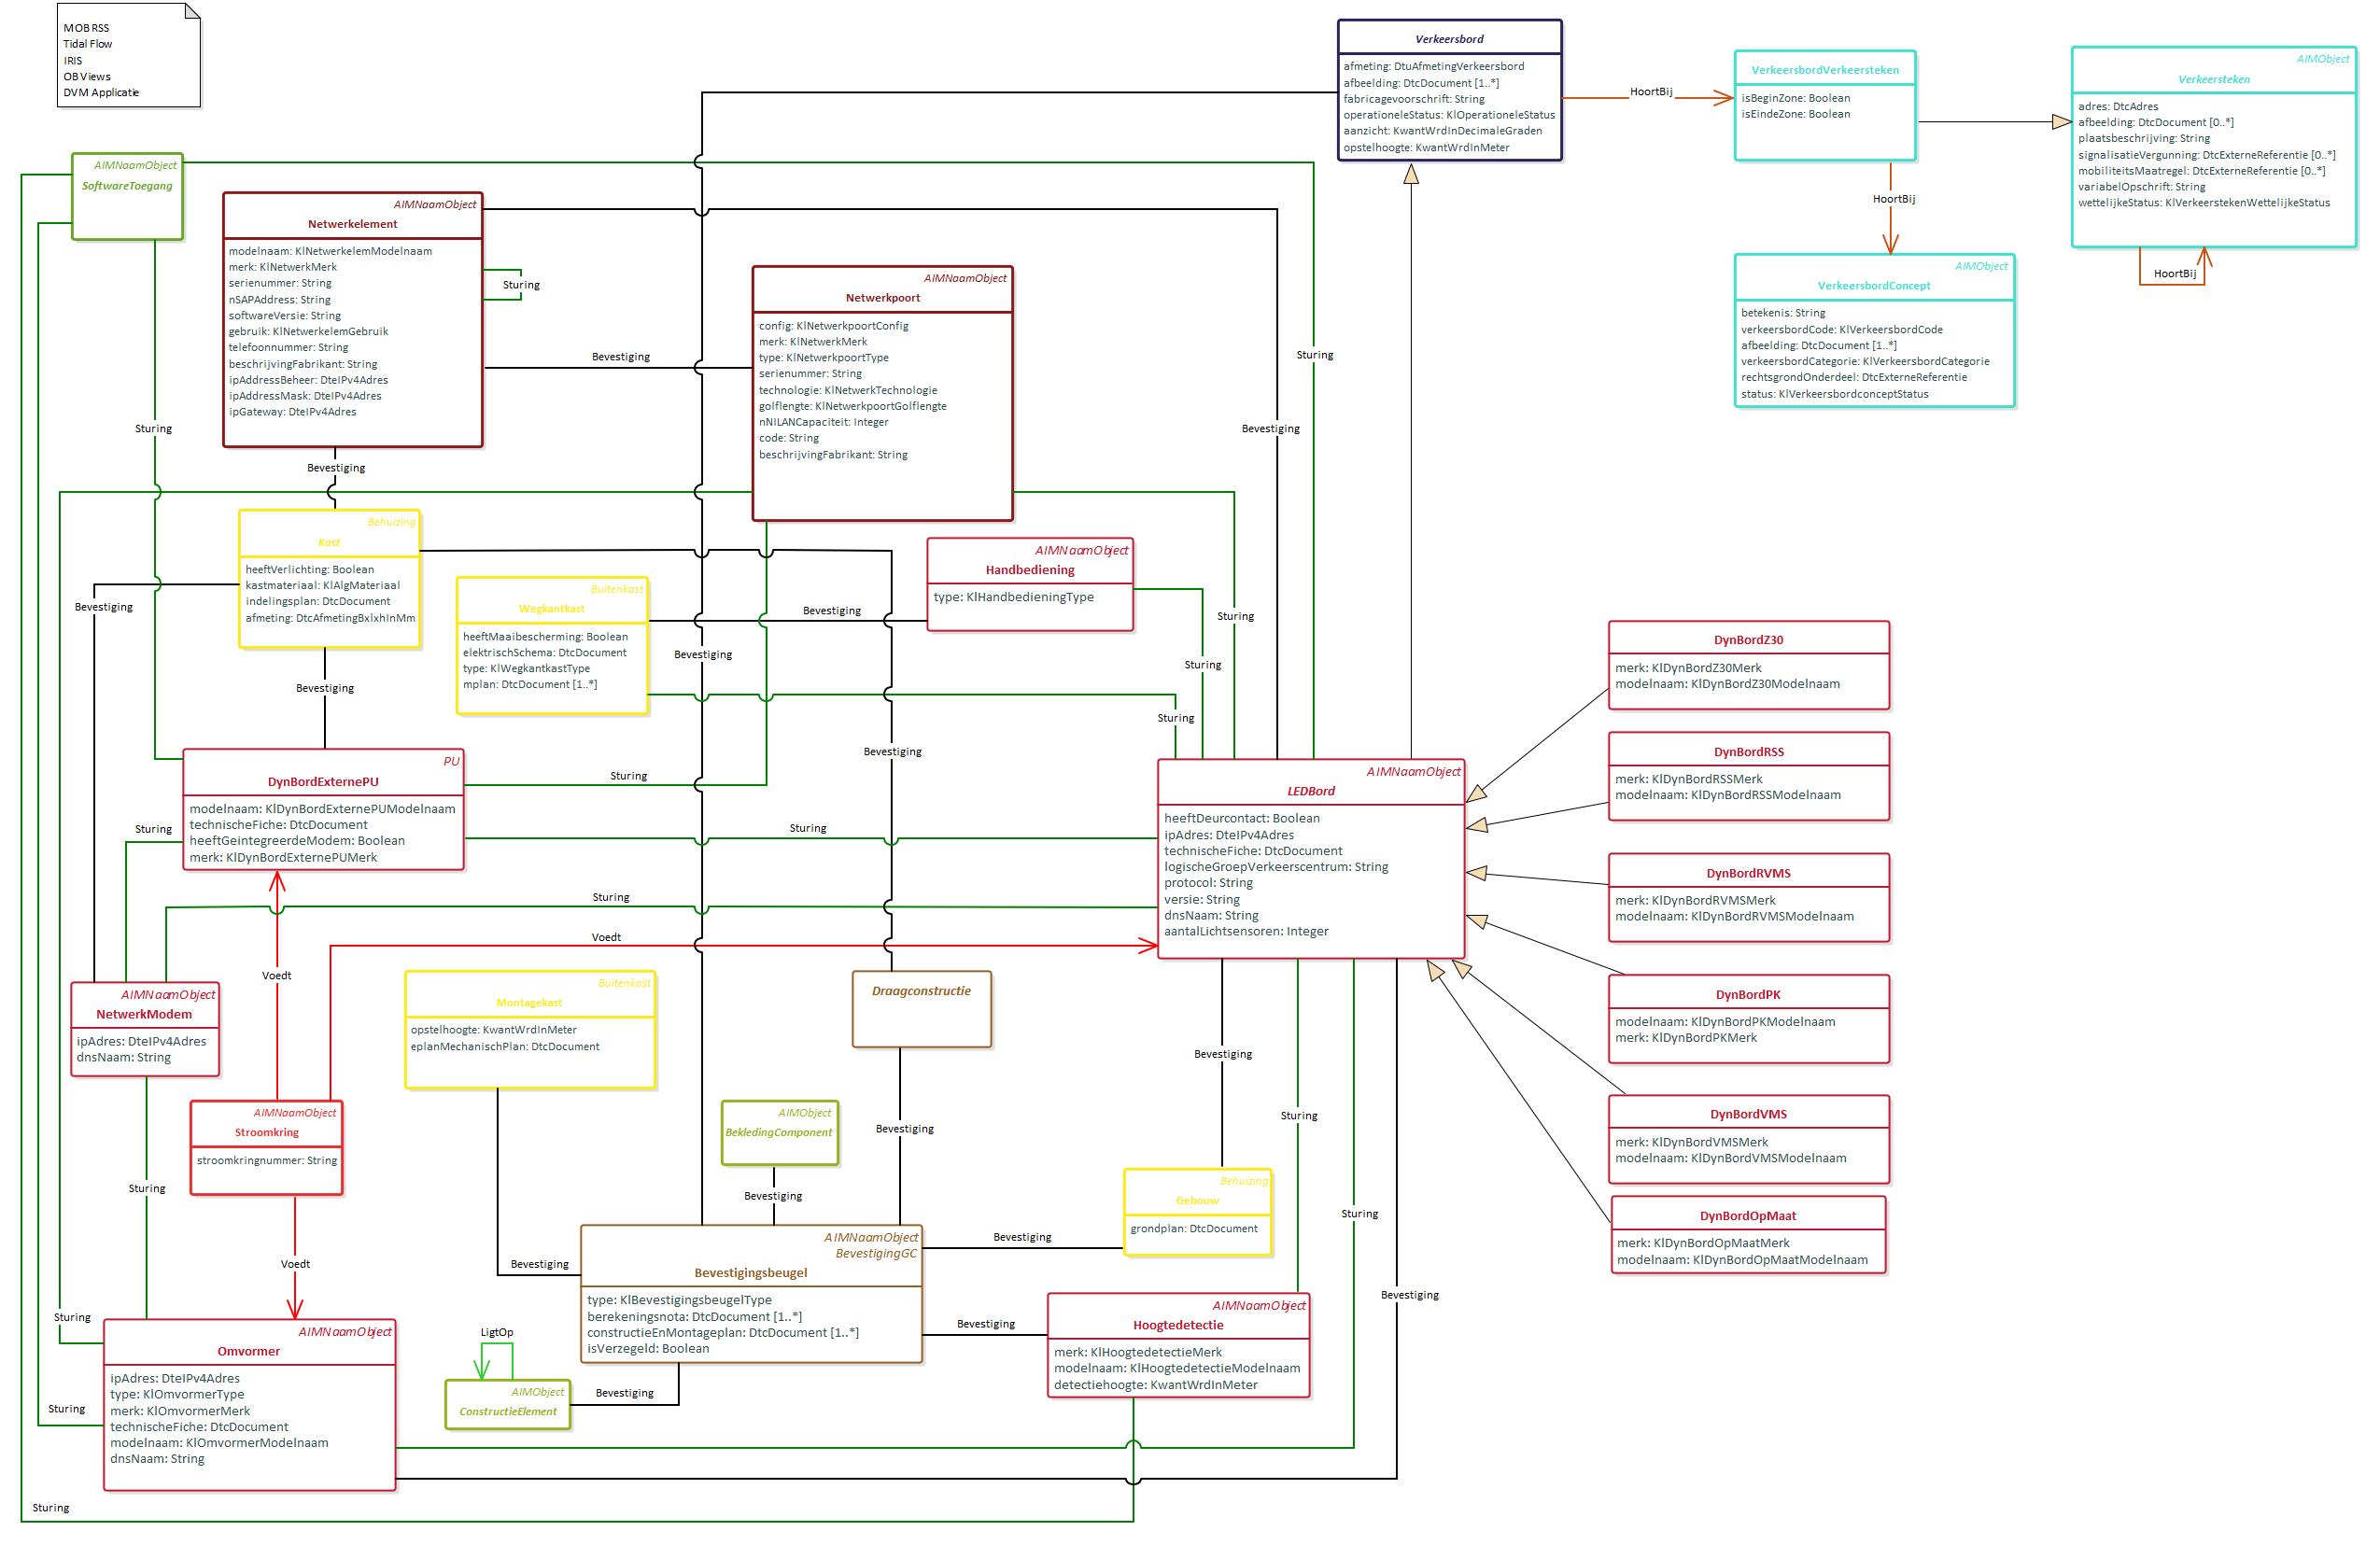 MOB RSS
Tidal Flow
IRIS
OB Views
DVM Applicatie
Verkeersbord
afmeting: DtuAfmetingVerkeersbord
afbeelding: DtcDocument [1..*]
fabricagevoorschrift: String
operationeleStatus: KlOperationeleStatus
aanzicht: KwantWrdInDecimaleGraden
opstelhoogte: KwantWrdInMeter
HoortBij
VerkeersbordVerkeersteken
isBeginZone: Boolean
isEindeZone: Boolean
AIMObject
Verkeersteken
adres: DtcAdres
afbeelding: DtcDocument [0..*]
plaatsbeschrijving: String
signalisatieVergunning: DtcExterneReferentie [0..*]
mobiliteitsMaatregel: DtcExterneReferentie [0..*]
variabelOpschrift: String
wettelijkeStatus: KlVerkeerstekenWettelijkeStatus
HoortBij
HoortBij
AIMObject
VerkeersbordConcept
betekenis: String
verkeersbordCode: KlVerkeersbordCode
afbeelding: DtcDocument [1..*]
verkeersbordCategorie: KlVerkeersbordCategorie
rechtsgrondOnderdeel: DtcExterneReferentie
status: KlVerkeersbordconceptStatus
AIMNaamObject
SoftwareToegang
AIMNaamObject
Netwerkelement
modelnaam: KlNetwerkelemModelnaam
merk: KlNetwerkMerk
serienummer: String
nSAPAddress: String
softwareVersie: String
gebruik: KlNetwerkelemGebruik
telefoonnummer: String
beschrijvingFabrikant: String
ipAddressBeheer: DteIPv4Adres
ipAddressMask: DteIPv4Adres
ipGateway: DteIPv4Adres
Sturing
Bevestiging
AIMNaamObject
Netwerkpoort
config: KlNetwerkpoortConfig
merk: KlNetwerkMerk
type: KlNetwerkpoortType
serienummer: String
technologie: KlNetwerkTechnologie
golflengte: KlNetwerkpoortGolflengte
nNILANCapaciteit: Integer
code: String
beschrijvingFabrikant: String
Sturing
Bevestiging
Sturing
Bevestiging
Behuizing
Kast
heeftVerlichting: Boolean
kastmateriaal: KlAlgMateriaal
indelingsplan: DtcDocument
afmeting: DtcAfmetingBxlxhInMm
Bevestiging
Bevestiging
Buitenkast
Wegkantkast
heeftMaaibescherming: Boolean
elektrischSchema: DtcDocument
type: KlWegkantkastType
mplan: DtcDocument [1..*]
Bevestiging
AIMNaamObject
Handbediening
type: KlHandbedieningType
Bevestiging
Sturing
Sturing
Sturing
Bevestiging
PU
DynBordExternePU
modelnaam: KlDynBordExternePUModelnaam
technischeFiche: DtcDocument
heeftGeintegreerdeModem: Boolean
merk: KlDynBordExternePUMerk
Sturing
Sturing
Sturing
Sturing
Voedt
Voedt
AIMNaamObject
LEDBord
heeftDeurcontact: Boolean
ipAdres: DteIPv4Adres
technischeFiche: DtcDocument
logischeGroepVerkeerscentrum: String
protocol: String
versie: String
dnsNaam: String
aantalLichtsensoren: Integer
DynBordZ30
merk: KlDynBordZ30Merk
modelnaam: KlDynBordZ30Modelnaam
DynBordRSS
merk: KlDynBordRSSMerk
modelnaam: KlDynBordRSSModelnaam
DynBordRVMS
merk: KlDynBordRVMSMerk
modelnaam: KlDynBordRVMSModelnaam
DynBordPK
modelnaam: KlDynBordPKModelnaam
merk: KlDynBordPKMerk
DynBordVMS
merk: KlDynBordVMSMerk
modelnaam: KlDynBordVMSModelnaam
DynBordOpMaat
merk: KlDynBordOpMaatMerk
modelnaam: KlDynBordOpMaatModelnaam
AIMNaamObject
NetwerkModem
ipAdres: DteIPv4Adres
dnsNaam: String
Buitenkast
Montagekast
opstelhoogte: KwantWrdInMeter
eplanMechanischPlan: DtcDocument
Draagconstructie
AIMNaamObject
Stroomkring
stroomkringnummer: String
AIMObject
BekledingComponent
Bevestiging
Bevestiging
Bevestiging
Sturing
Sturing
Sturing
Voedt
Behuizing
Gebouw
grondplan: DtcDocument
Bevestiging
Bevestiging
AIMNaamObject
BevestigingGC
Bevestigingsbeugel
type: KlBevestigingsbeugelType
berekeningsnota: DtcDocument [1..*]
constructieEnMontageplan: DtcDocument [1..*]
isVerzegeld: Boolean
Bevestiging
Bevestiging
AIMNaamObject
Hoogtedetectie
merk: KlHoogtedetectieMerk
modelnaam: KlHoogtedetectieModelnaam
detectiehoogte: KwantWrdInMeter
Sturing
LigtOp
AIMObject
ConstructieElement
Bevestiging
AIMNaamObject
Omvormer
ipAdres: DteIPv4Adres
type: KlOmvormerType
merk: KlOmvormerMerk
technischeFiche: DtcDocument
modelnaam: KlOmvormerModelnaam
dnsNaam: String
Sturing
Sturing